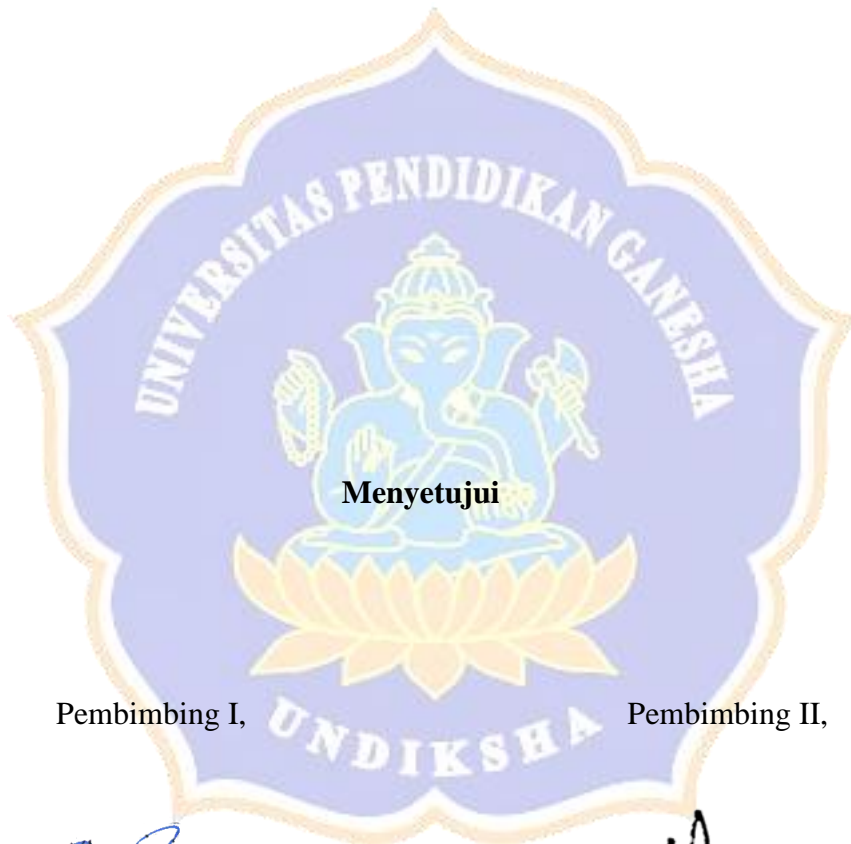 UNIVERSITAS PENDIDIKAN GANESHA
Menyetujui
Pembimbing I, Pembimbing II,
UNDIKSHA